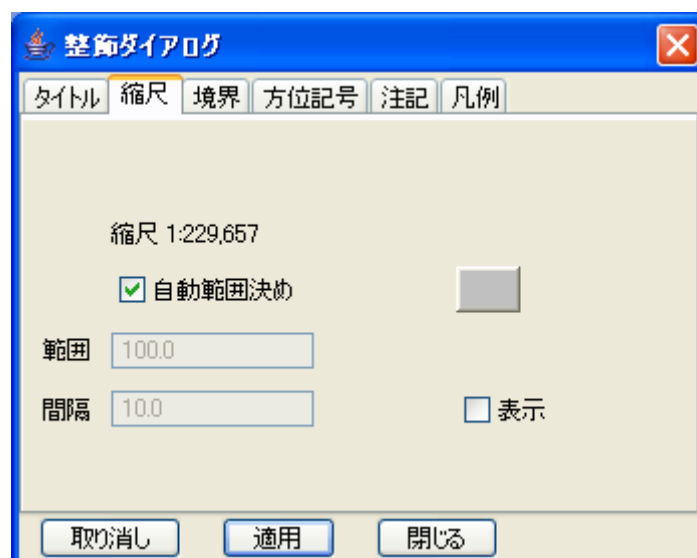 整飾ダイアログ
タイトル 縮尺 境界 方位記号 注記 凡例
縮尺 1:229,657
自動範囲決め
範囲 100.0
間隔 10.0 表示
取り消し 適用 閉じる